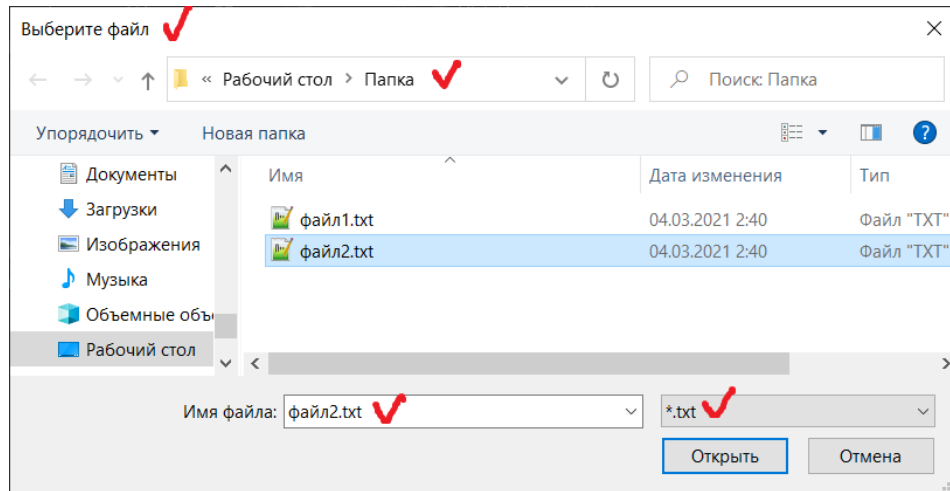 Выберите файл
« Рабочий стол > Папка
Поиск: Папка
Упорядочить Новая папка
Документы
Загрузки
Изображения
Музыка
Объемные объ
Рабочий стол
Имя Дата изменения Тип
файл1.txt 04.03.2021 2:40 Файл "TXT"
файл2.txt 04.03.2021 2:40 Файл "TXT"
Имя файла: файл2.txt *.txt
Открыть Отмена